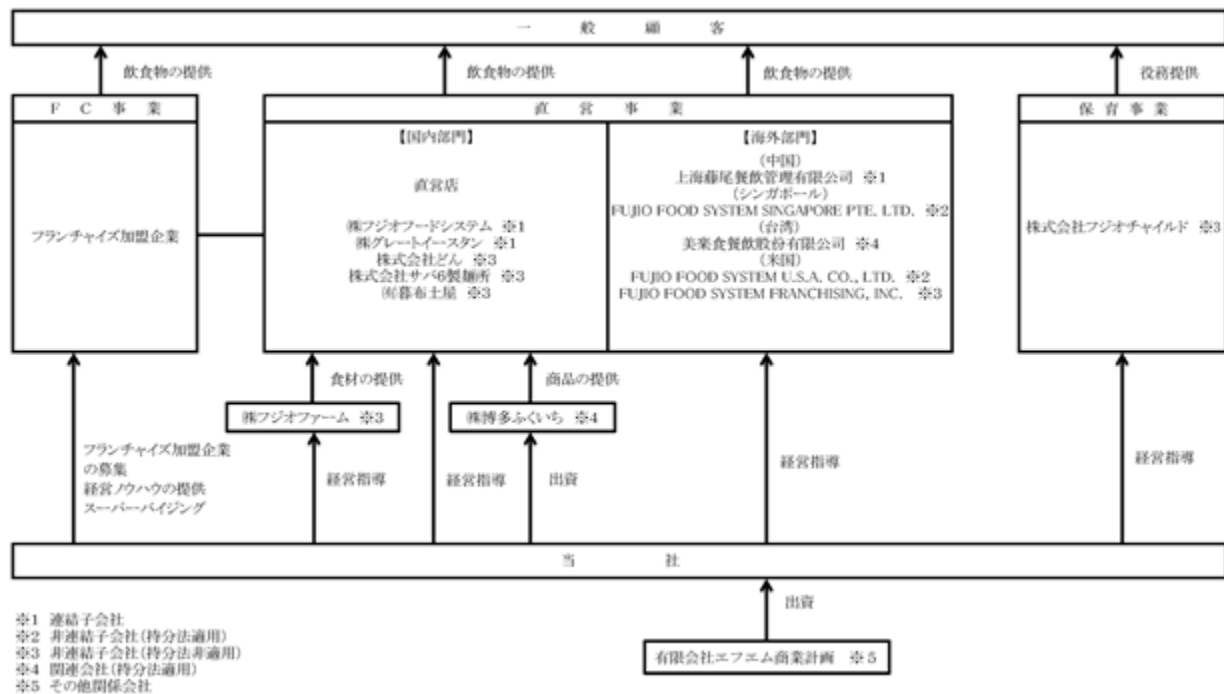 一般顧客
飲食物の提供
飲食物の提供
飲食物の提供
役務提供
FC事業
直営事業
保育事業
フランチャイズ加盟企業
【国内部門】
直営店
㈱フジオフードシステム ※1
㈱グレートイースタン ※1
株式会社どん ※3
株式会社サバ6製麺所 ※3
㈲暮布土屋 ※3
【海外部門】
(中国)
上海藤尾餐飲管理有限公司 ※1
(シンガポール)
FUJIO FOOD SYSTEM SINGAPORE PTE. LTD. ※2
(台湾)
美楽食餐飲股份有限公司 ※4
(米国)
FUJIO FOOD SYSTEM U.S.A. CO., LTD. ※2
FUJIO FOOD SYSTEM FRANCHISING, INC. ※3
株式会社フジオチャイルド ※3
食材の提供
商品の提供
㈱フジオファーム ※3
㈱博多ふくいち ※4
フランチャイズ加盟企業
の募集
経営ノウハウの提供
スーパーバイジング
経営指導
経営指導
出資
経営指導
経営指導
当社
出資
有限会社エフエム商業計画 ※5
※1 連結子会社
※2 非連結子会社(持分法適用)
※3 非連結子会社(持分法非適用)
※4 関連会社(持分法適用)
※5 その他関係会社